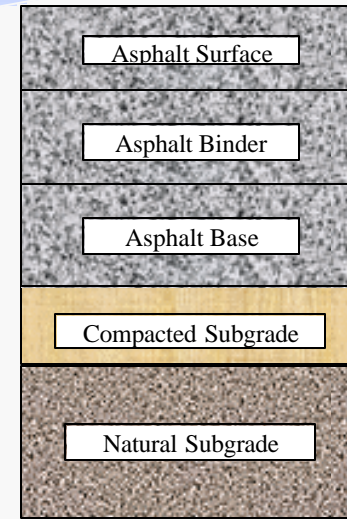 Asphalt Surface
Asphalt Binder
Asphalt Base
Compacted Subgrade
Natural Subgrade